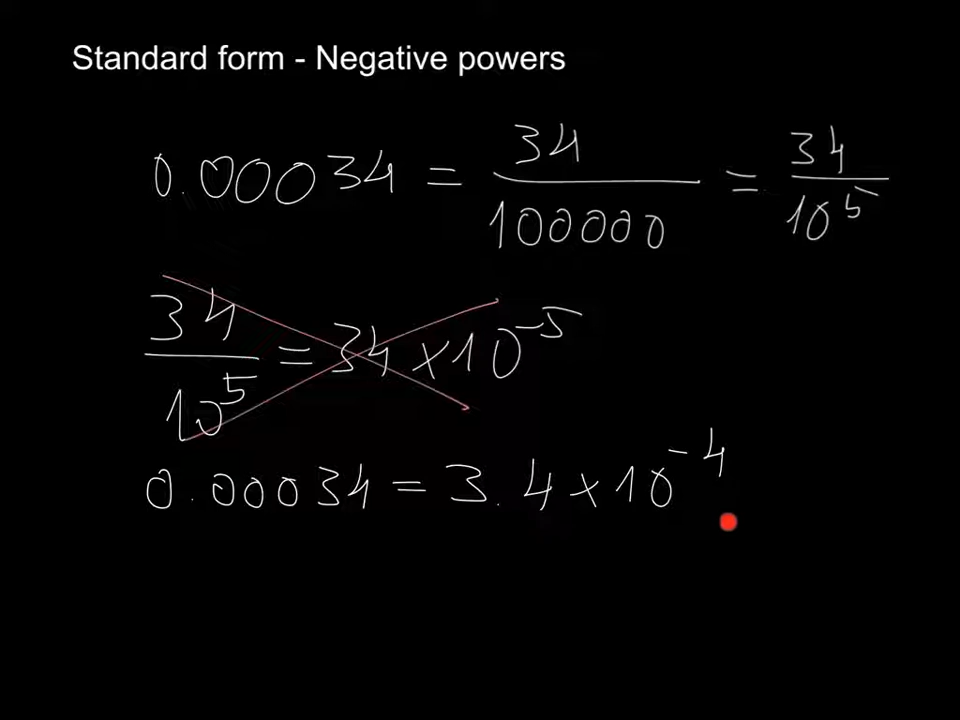 Standard form - Negative powers
0.00034 = 34/100000 = 34/10^5
34/10^5 = 34 × 10^-5
0.00034 = 3.4 × 10^-4